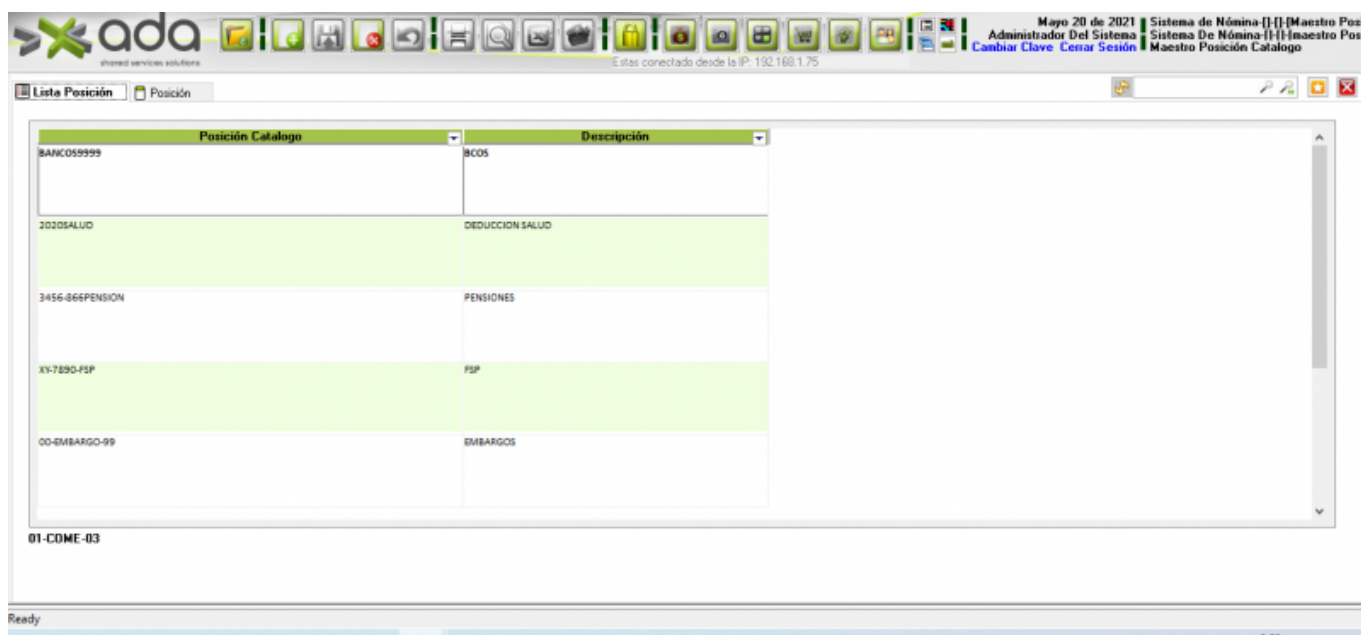 ada
shared services solutions
Estas conectado desde la IP: 192.168.1.75
Mayo 20 de 2021
Administrador Del Sistema
Cambiar Clave Cerrar Sesión
Sistema de Nómina-[]-[]-[Maestro Pos
Sistema De Nómina-[]-[]-[maestro Pos
Maestro Posición Catalogo
Lista Posición Posición
Posición Catalogo Descripción
BANCOS9999 BCOS
2020SALUD DEDUCCION SALUD
3456-866PENSION PENSIONES
XY-7890-FSP FSP
00-EMBARGO-99 EMBARGOS
01-CDME-03
Ready